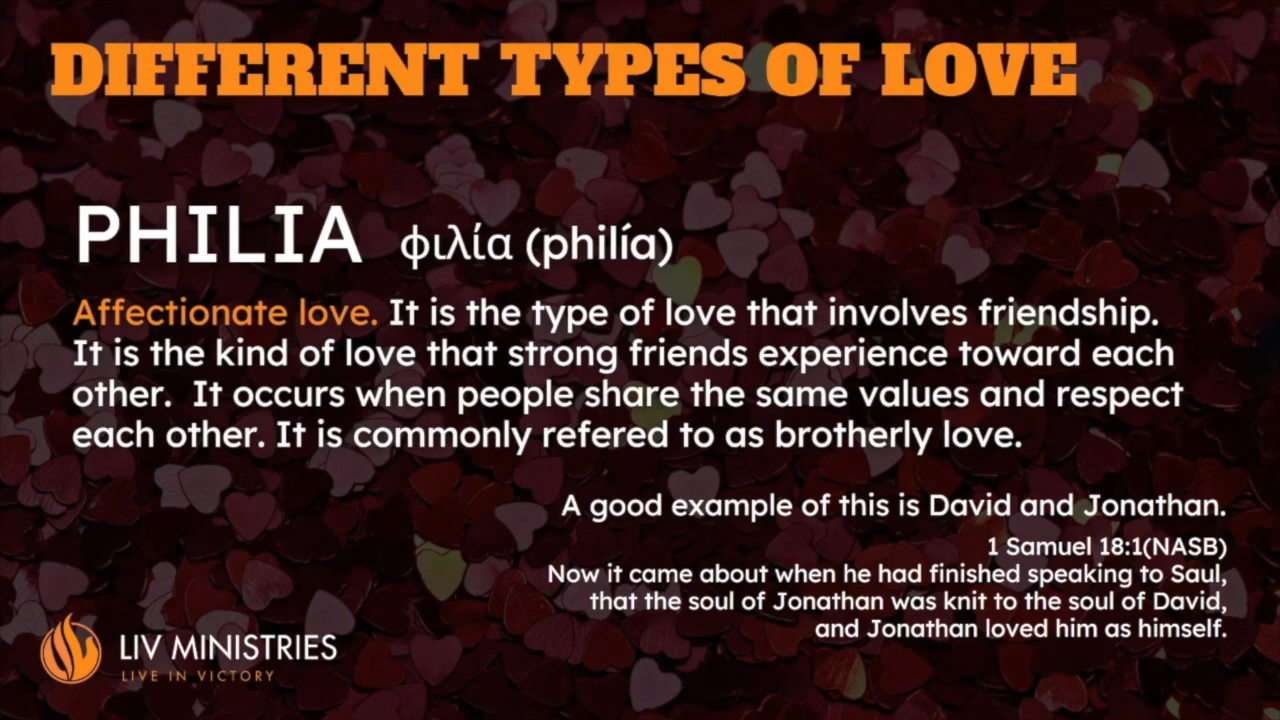 DIFFERENT TYPES OF LOVE
PHILIA φιλία (philía)
Affectionate love. It is the type of love that involves friendship.
It is the kind of love that strong friends experience toward each
other. It occurs when people share the same values and respect
each other. It is commonly refered to as brotherly love.
A good example of this is David and Jonathan.
1 Samuel 18:1(NASB)
Now it came about when he had finished speaking to Saul,
that the soul of Jonathan was knit to the soul of David,
and Jonathan loved him as himself.
LIV MINISTRIES
LIVE IN VICTORY